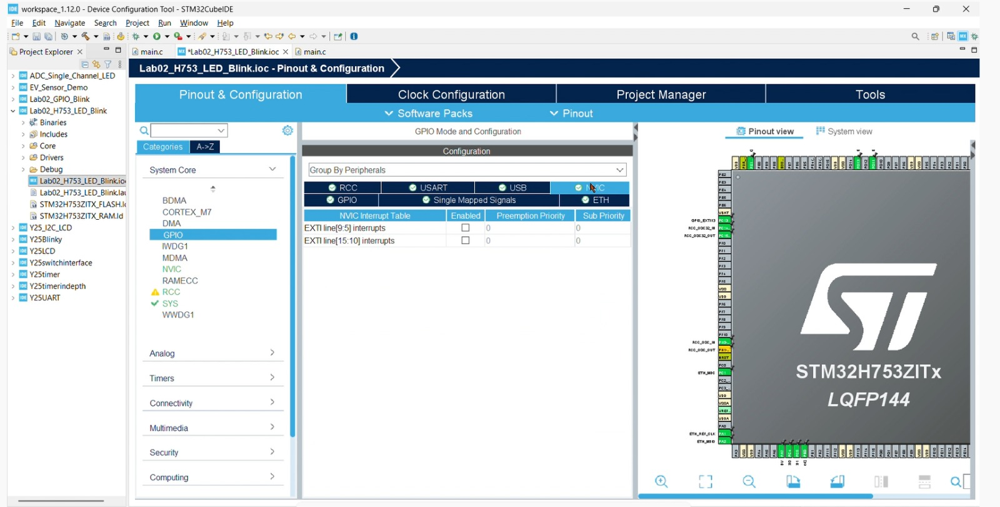 workspace_1.12.0 - Device Configuration Tool - STM32CubeIDE
File Edit Navigate Search Project Run Window Help
Project Explorer
main.c
*Lab02_H753_LED_Blink.ioc
main.c
Lab02_H753_LED_Blink.ioc - Pinout & Configuration
ADC_Single_Channel_LED
EV_Sensor_Demo
Lab02_GPIO_Blink
Lab02_H753_LED_Blink
Binaries
Includes
Core
Drivers
Debug
Lab02_H753_LED_Blink.io
Lab02_H753_LED_Blink.lau
STM32H753ZITX_FLASH.l
STM32H753ZITX_RAM.ld
Y25_I2C_LCD
Y25Blinky
Y25LCD
Y25switchinterface
Y25timer
Y25timerindepth
Y25UART
Pinout & Configuration
Clock Configuration
Project Manager
Tools
Software Packs
Pinout
Categories
A->Z
System Core
BDMA
CORTEX_M7
DMA
GPIO
IWDG1
MDMA
NVIC
RAMECC
RCC
SYS
WWDG1
Analog
Timers
Connectivity
Multimedia
Security
Computing
GPIO Mode and Configuration
Configuration
Group By Peripherals
RCC USART USB NVIC
GPIO Single Mapped Signals ETH
NVIC Interrupt Table Enabled Preemption Priority Sub Priority
EXTI line[9:5] interrupts 0 0
EXTI line[15:10] interrupts 0 0
Pinout view
System view
GPIO_EXTI13
RCC_OSC32_IN
RCC_OSC32_OUT
RCC_OSC_IN
RCC_OSC_OUT
ETH_MDC
ETH_REF_CLK
ETH_MDIO
ST
STM32H753ZITx
LQFP144